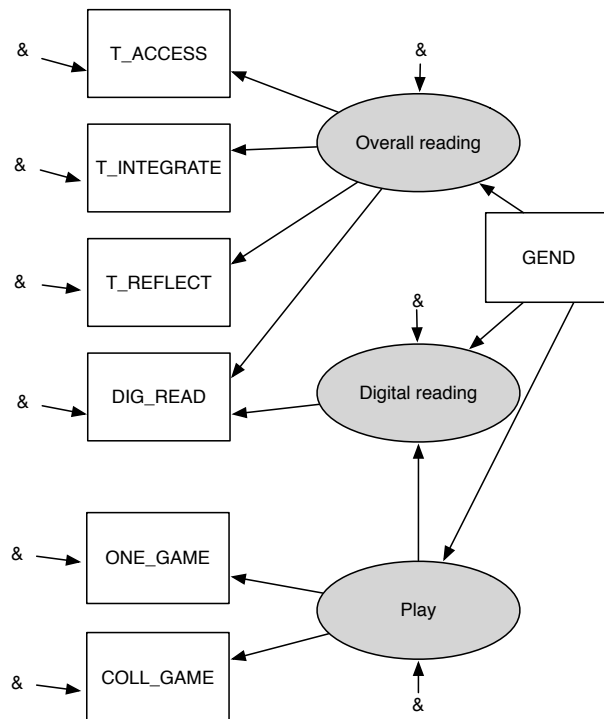 &
T_ACCESS
&
Overall reading
&
T_INTEGRATE
GEND
&
T_REFLECT
&
&
DIG_READ
Digital reading
&
ONE_GAME
Play
&
COLL_GAME
&